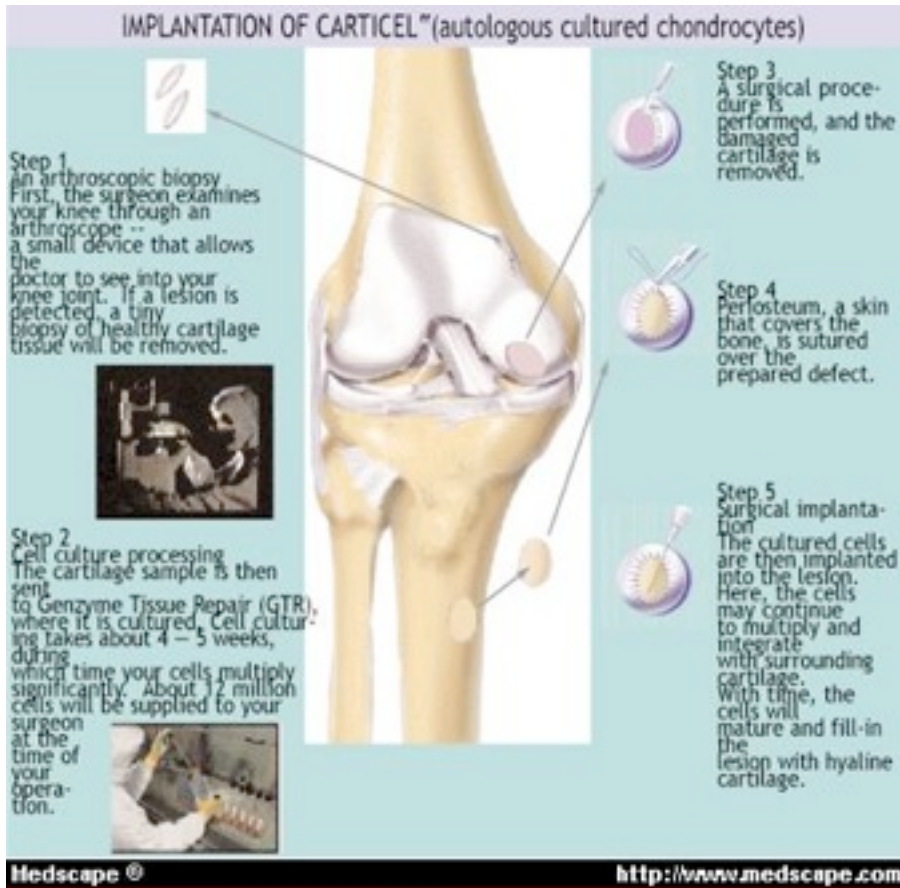 IMPLANTATION OF CARTICEL™(autologous cultured chondrocytes)
Step 1
An arthroscopic biopsy
First, the surgeon examines
your knee through an
arthroscope --
a small device that allows
the
doctor to see into your
knee joint. If a lesion is
detected, a tiny
biopsy of healthy cartilage
tissue will be removed.
Step 2
Cell culture processing
The cartilage sample is then
sent
to Genzyme Tissue Repair (GTR),
where it is cultured. Cell cultur-
ing takes about 4 – 5 weeks,
during
which time your cells multiply
significantly. About 12 million
cells will be supplied to your
surgeon
at the
time of
your
opera-
tion.
Step 3
A surgical proce-
dure is
performed, and the
damaged
cartilage is
removed.
Step 4
Periosteum, a skin
that covers the
bone, is sutured
over the
prepared defect.
Step 5
Surgical implanta-
tion
The cultured cells
are then implanted
into the lesion.
Here, the cells
may continue
to multiply and
integrate
with surrounding
cartilage.
With time, the
cells will
mature and fill-in
the
lesion with hyaline
cartilage.
Medscape ®
http://www.medscape.com